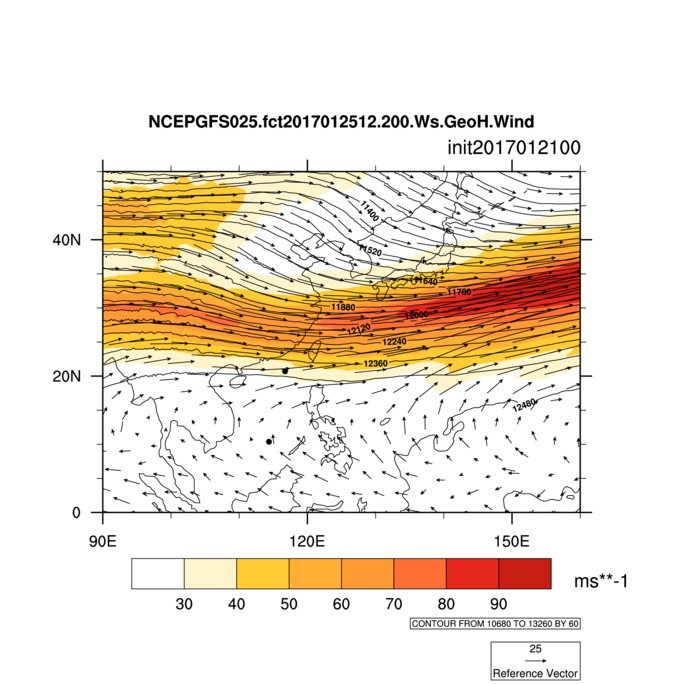 NCEPGFS025.fct2017012512.200.Ws.GeoH.Wind
init2017012100
40N
20N
0
90E
120E
150E
11400
11520
11640
11760
11880
12000
12120
12240
12360
12480
30 40 50 60 70 80 90
ms**-1
CONTOUR FROM 10680 TO 13260 BY 60
25
Reference Vector